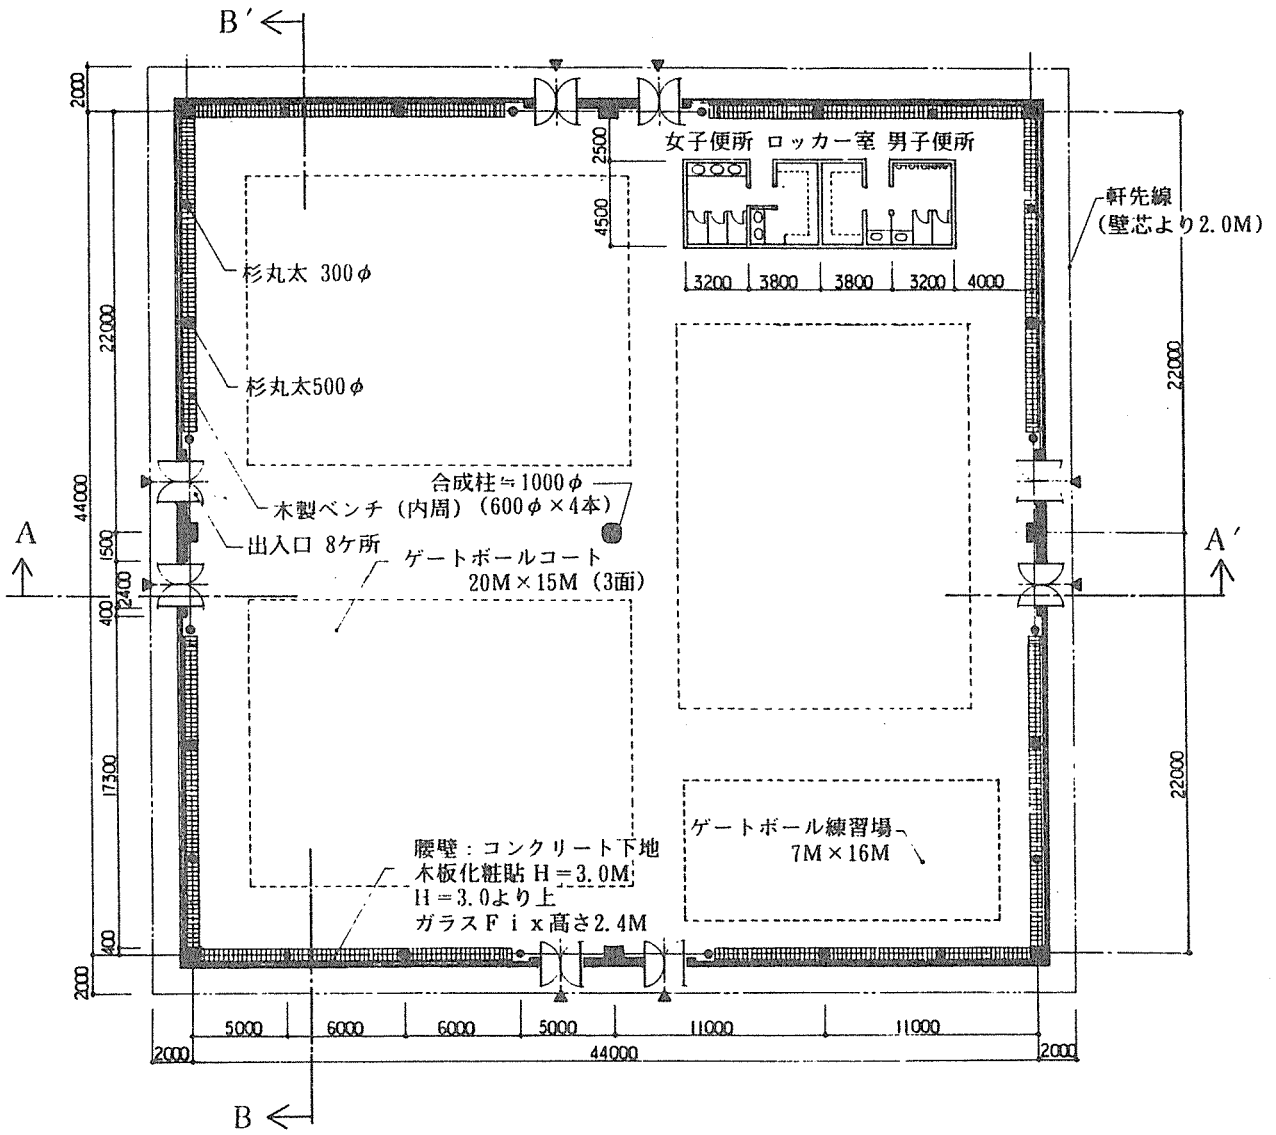 B′
2000
女子便所 ロッカー室 男子便所
2500
4500
軒先線
(壁芯より2.0M)
杉丸太 300φ
3200 3800 3800 3200 4000
22000
22000
杉丸太500φ
合成柱≒1000φ
(600φ×4本)
木製ベンチ (内周)
44000
A
1500
出入口 8ケ所
ゲートボールコート
20M×15M (3面)
A′
2400
400
17300
22000
ゲートボール練習場
7M×16M
腰壁:コンクリート下地
木板化粧貼 H=3.0M
H=3.0より上
ガラスFix高さ2.4M
400
2000
5000 6000 6000 5000 11000 11000
2000 44000 2000
B